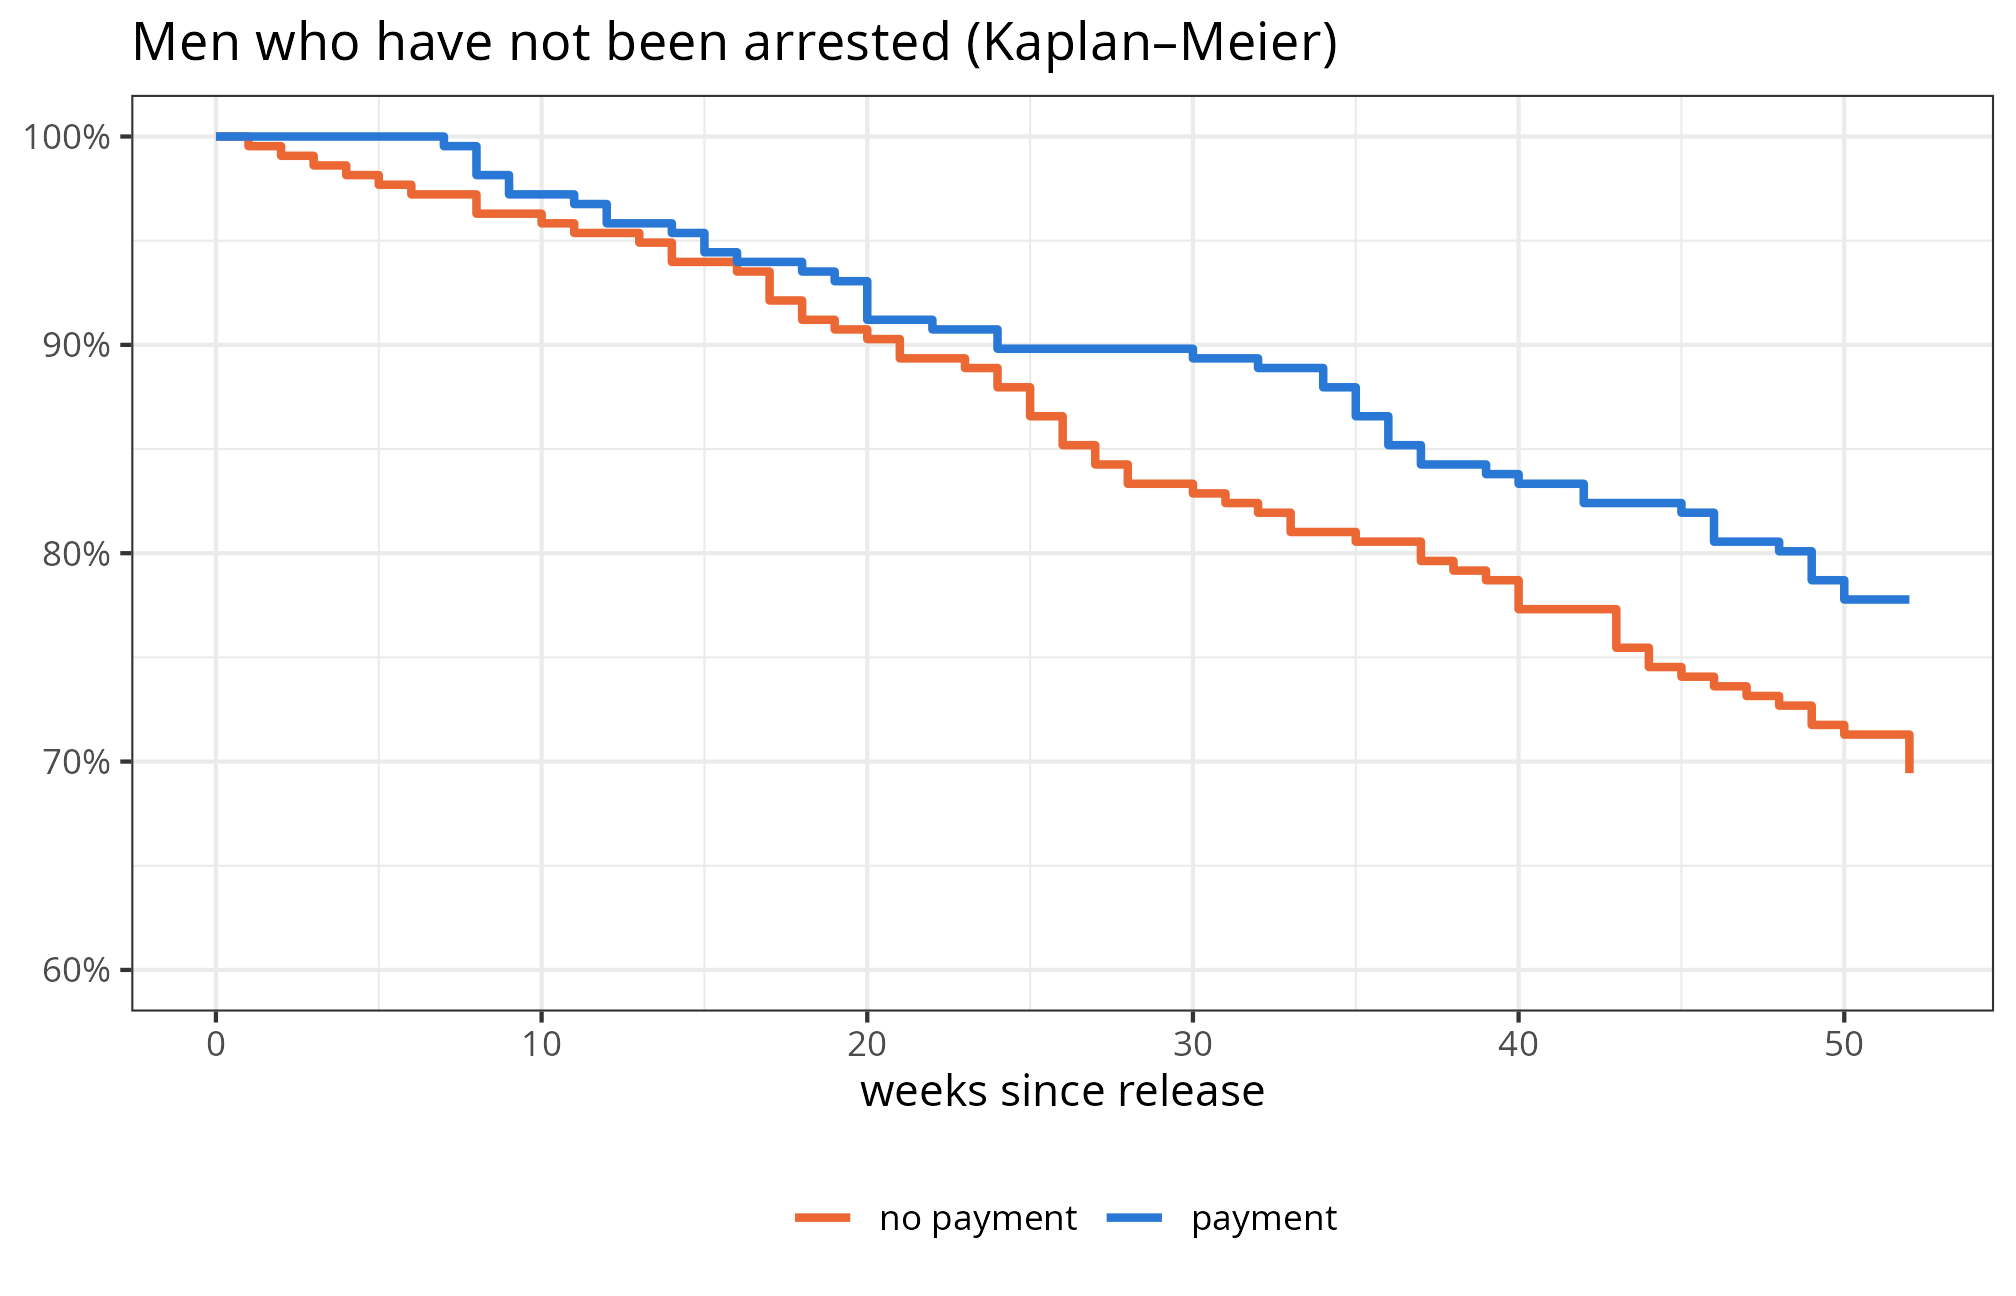 Men who have not been arrested (Kaplan–Meier)
100%
90%
80%
70%
60%
0 10 20 30 40 50
weeks since release
no payment payment